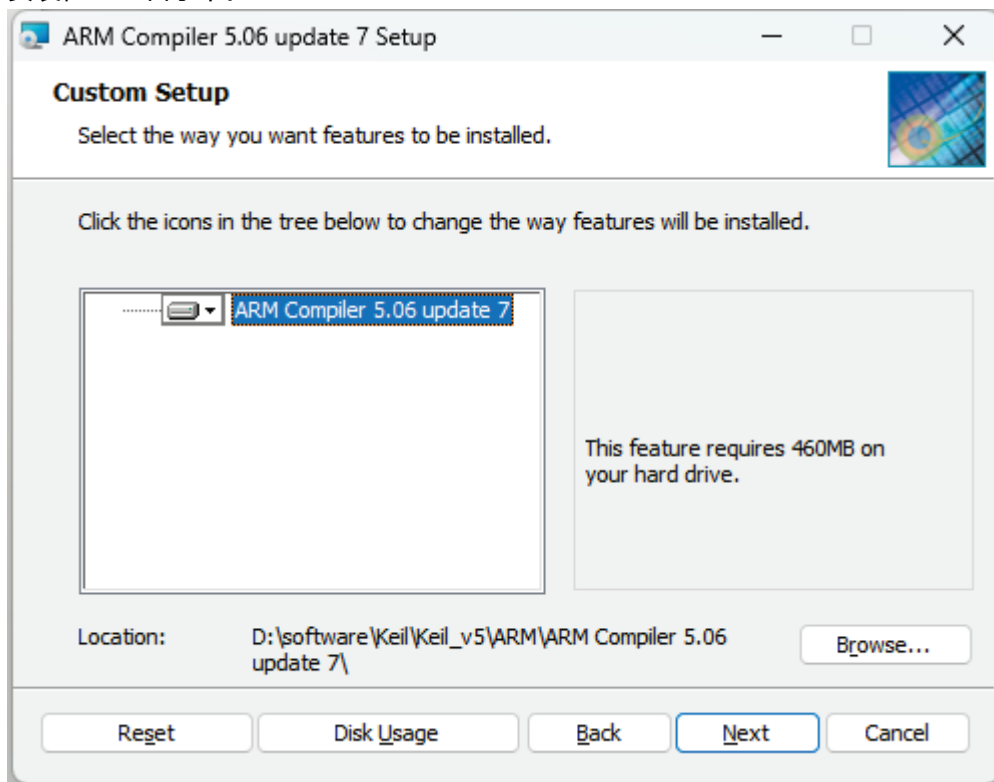 ARM Compiler 5.06 update 7 Setup
Custom Setup
Select the way you want features to be installed.
Click the icons in the tree below to change the way features will be installed.
ARM Compiler 5.06 update 7
This feature requires 460MB on
your hard drive.
Location:
D:\software\Keil\Keil_v5\ARM\ARM Compiler 5.06
update 7\
Browse...
Reset
Disk Usage
Back
Next
Cancel